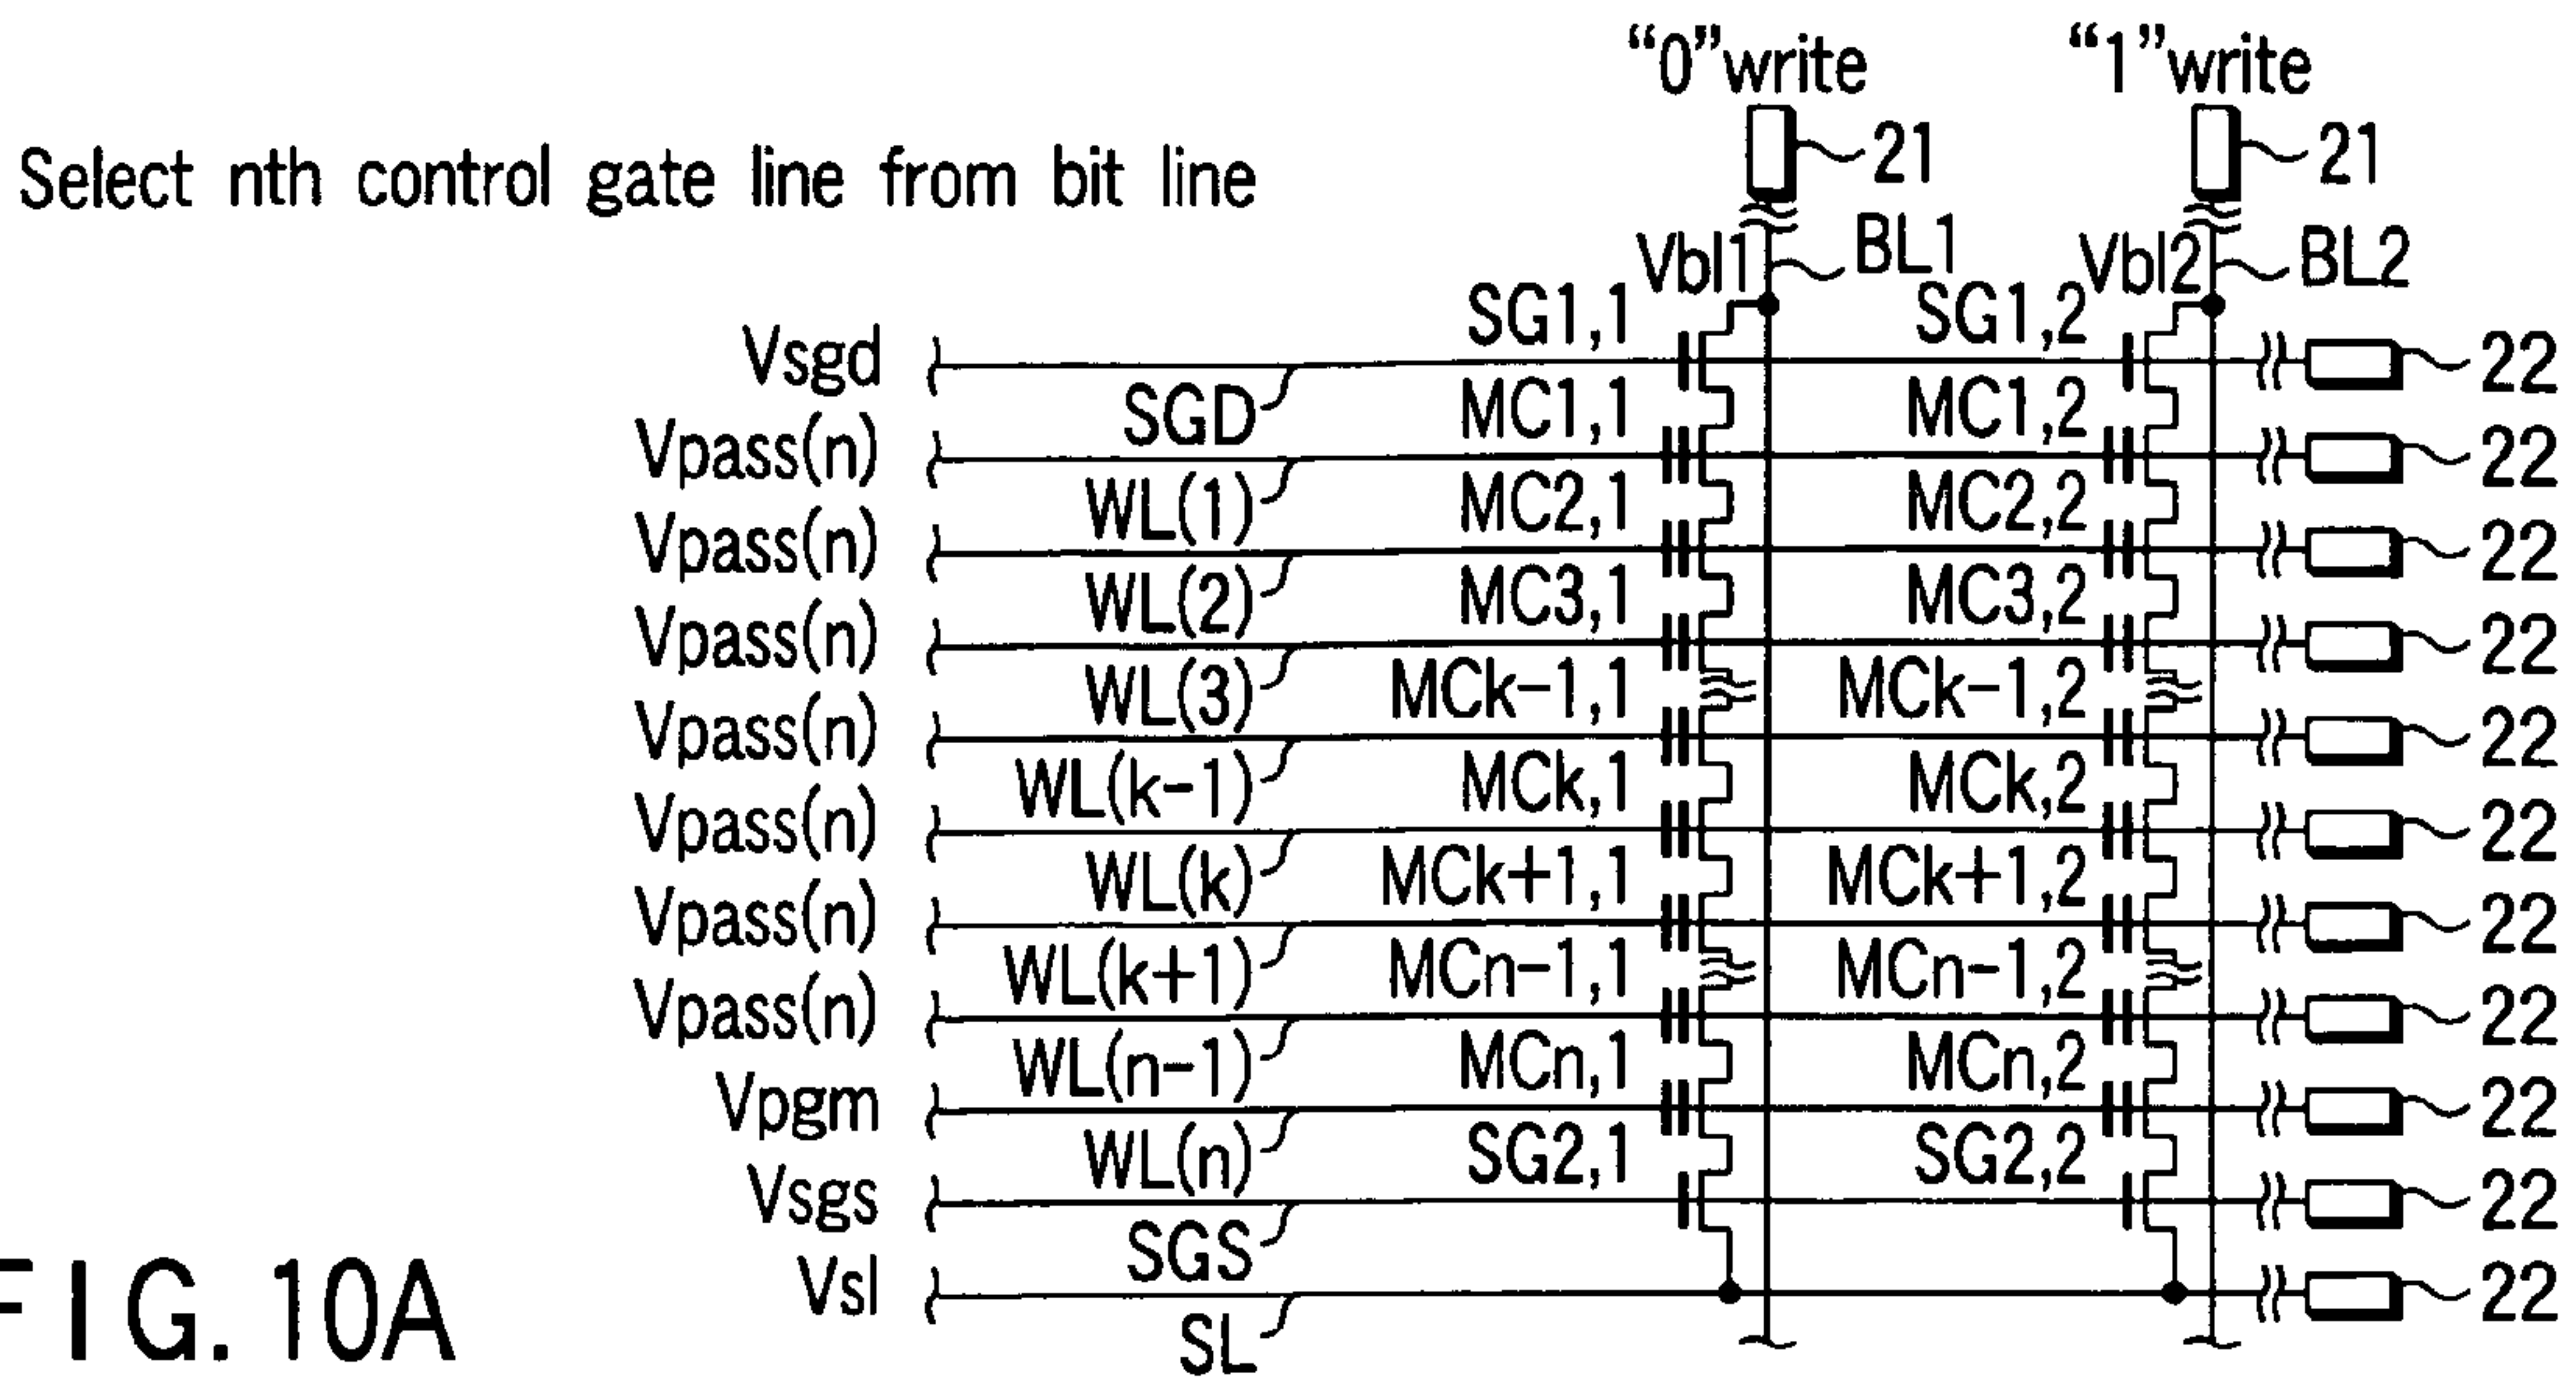 “0”write “1”write
21 21
Select nth control gate line from bit line
Vbl1 BL1 Vbl2 BL2
SG1,1 SG1,2
Vsgd SGD 22
MC1,1 MC1,2
Vpass(n) WL(1) 22
MC2,1 MC2,2
Vpass(n) WL(2) 22
MC3,1 MC3,2
Vpass(n) WL(3) 22
MCk-1,1 MCk-1,2
Vpass(n) WL(k-1) 22
MCk,1 MCk,2
Vpass(n) WL(k) 22
MCk+1,1 MCk+1,2
Vpass(n) WL(k+1) 22
MCn-1,1 MCn-1,2
Vpass(n) WL(n-1) 22
MCn,1 MCn,2
Vpgm WL(n) 22
SG2,1 SG2,2
Vsgs SGS 22
Vsl SL 22
FIG. 10A